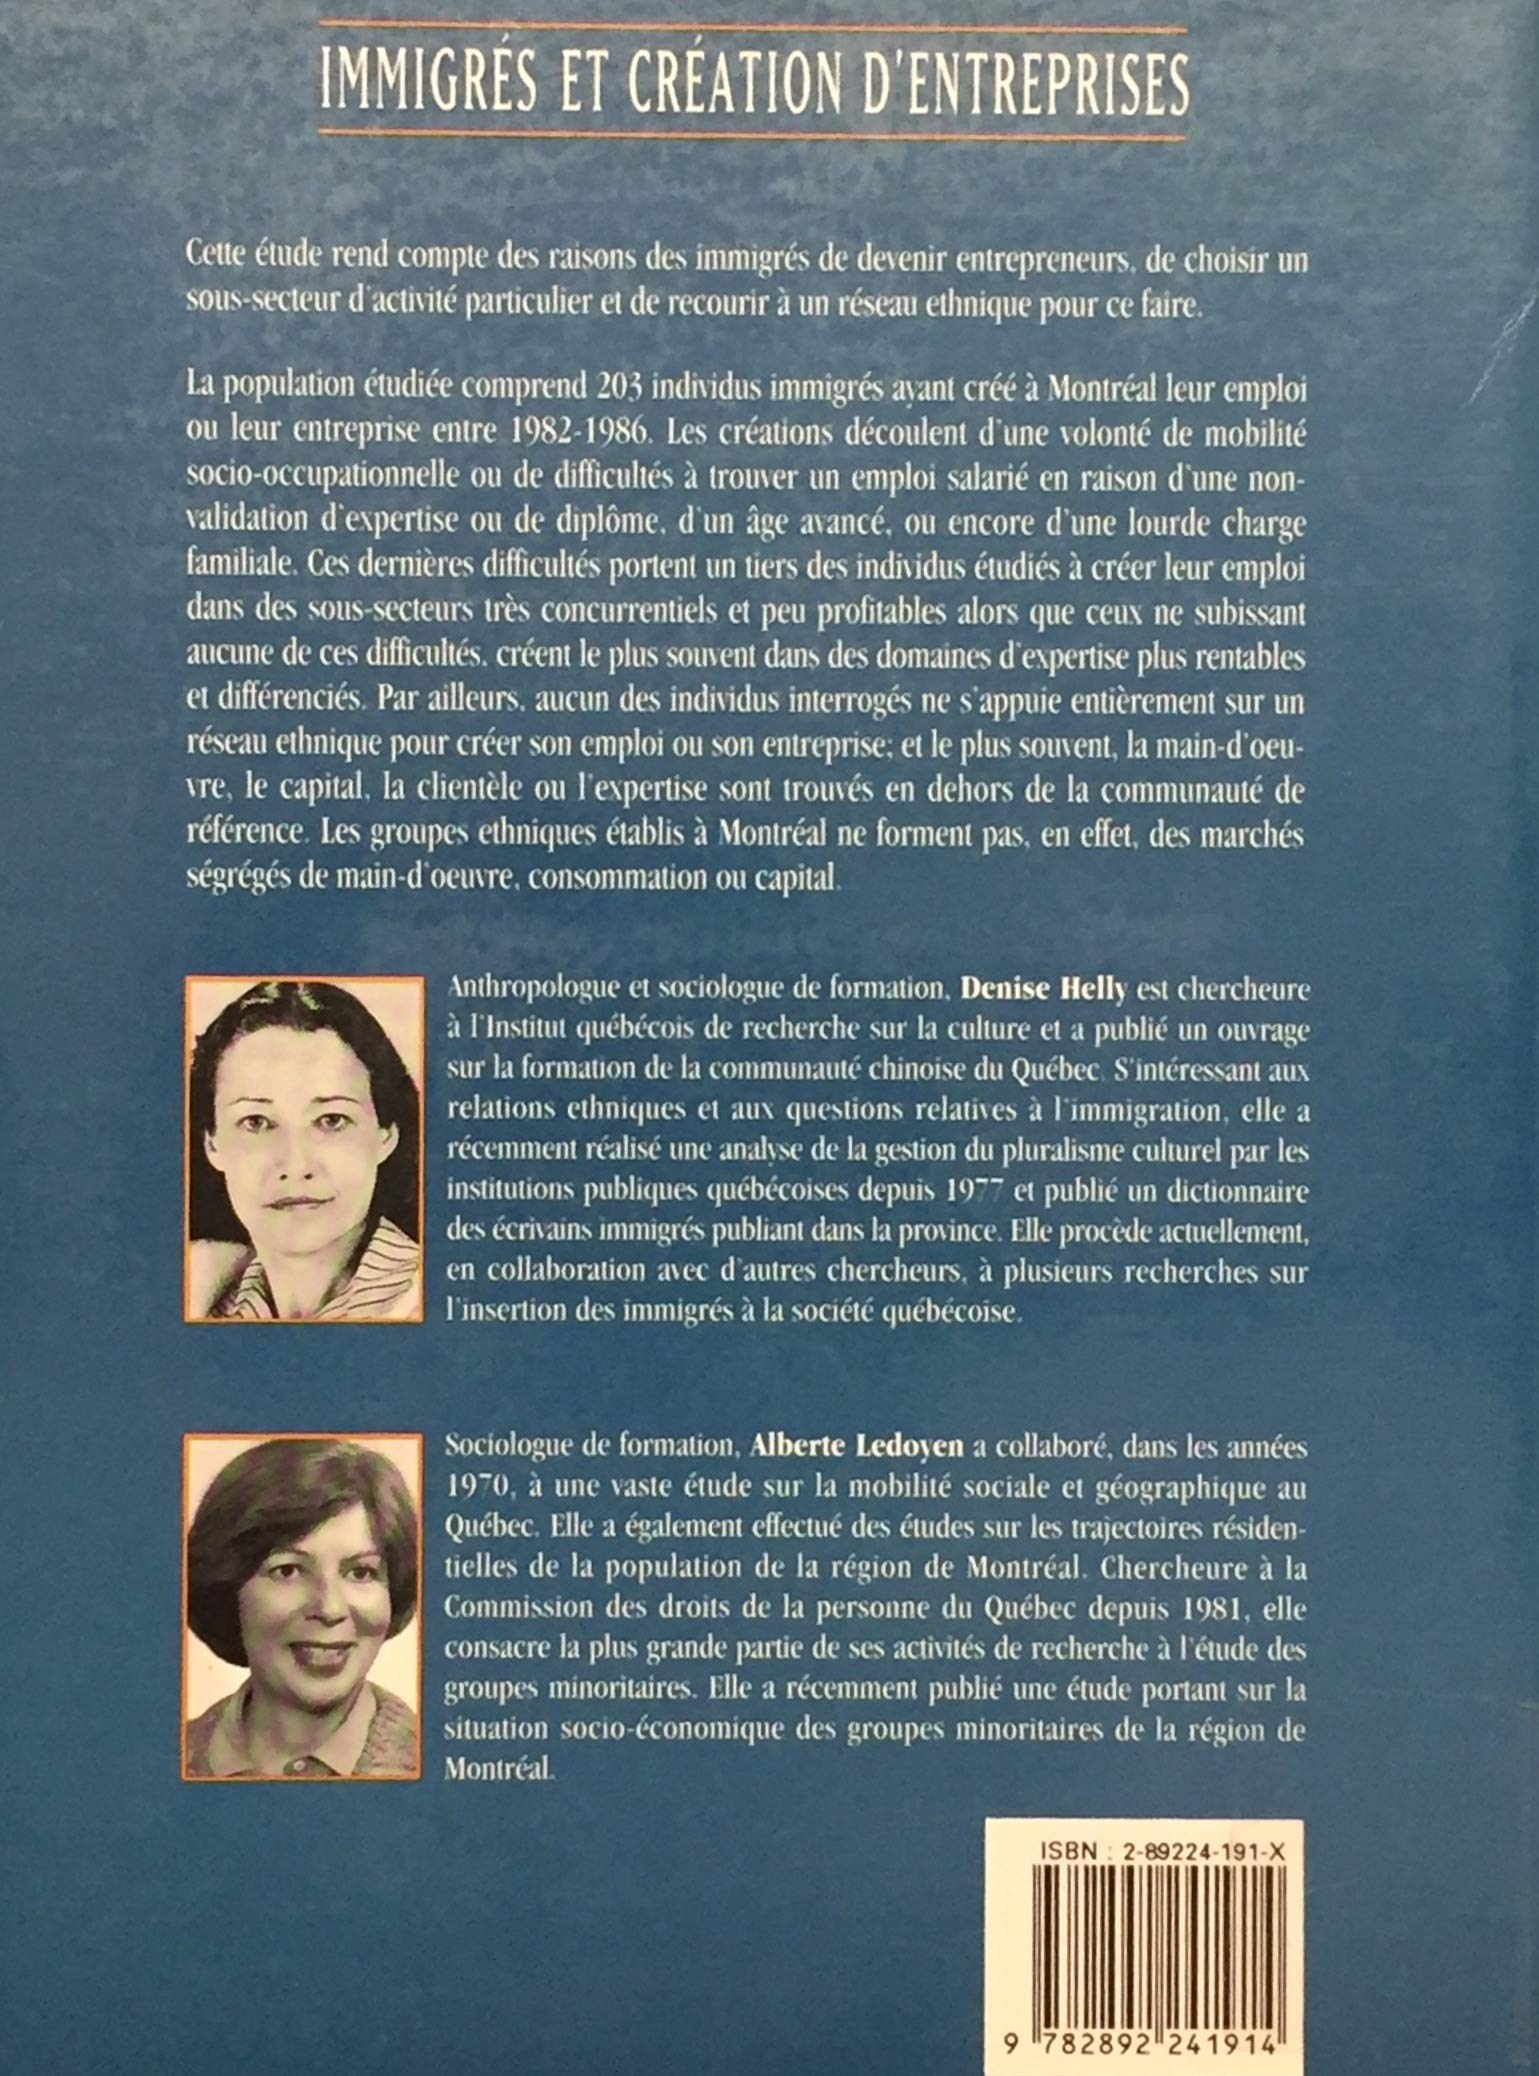 IMMIGRÉS ET CRÉATION D'ENTREPRISES
Cette étude rend compte des raisons des immigrés de devenir entrepreneurs, de choisir un
sous-secteur d'activité particulier et de recourir à un réseau ethnique pour ce faire.
La population étudiée comprend 203 individus immigrés ayant créé à Montréal leur emploi
ou leur entreprise entre 1982-1986. Les créations découlent d'une volonté de mobilité
socio-occupationnelle ou de difficultés à trouver un emploi salarié en raison d'une non-
validation d'expertise ou de diplôme, d'un âge avancé, ou encore d'une lourde charge
familiale. Ces dernières difficultés portent un tiers des individus étudiés à créer leur emploi
dans des sous-secteurs très concurrentiels et peu profitables alors que ceux ne subissant
aucune de ces difficultés, créent le plus souvent dans des domaines d'expertise plus rentables
et différenciés. Par ailleurs, aucun des individus interrogés ne s'appuie entièrement sur un
réseau ethnique pour créer son emploi ou son entreprise; et le plus souvent, la main-d'oeu-
vre, le capital, la clientèle ou l'expertise sont trouvés en dehors de la communauté de
référence. Les groupes ethniques établis à Montréal ne forment pas, en effet, des marchés
ségrégés de main-d'oeuvre, consommation ou capital.
Anthropologue et sociologue de formation, Denise Helly est chercheure
à l'Institut québécois de recherche sur la culture et a publié un ouvrage
sur la formation de la communauté chinoise du Québec. S'intéressant aux
relations ethniques et aux questions relatives à l'immigration, elle a
récemment réalisé une analyse de la gestion du pluralisme culturel par les
institutions publiques québécoises depuis 1977 et publié un dictionnaire
des écrivains immigrés publiant dans la province. Elle procède actuellement,
en collaboration avec d'autres chercheurs, à plusieurs recherches sur
l'insertion des immigrés à la société québécoise.
Sociologue de formation, Alberte Ledoyen a collaboré, dans les années
1970, à une vaste étude sur la mobilité sociale et géographique au
Québec. Elle a également effectué des études sur les trajectoires résiden-
tielles de la population de la région de Montréal. Chercheure à la
Commission des droits de la personne du Québec depuis 1981, elle
consacre la plus grande partie de ses activités de recherche à l'étude des
groupes minoritaires. Elle a récemment publié une étude portant sur la
situation socio-économique des groupes minoritaires de la région de
Montréal.
ISBN : 2-89224-191-X
9 782892 241914